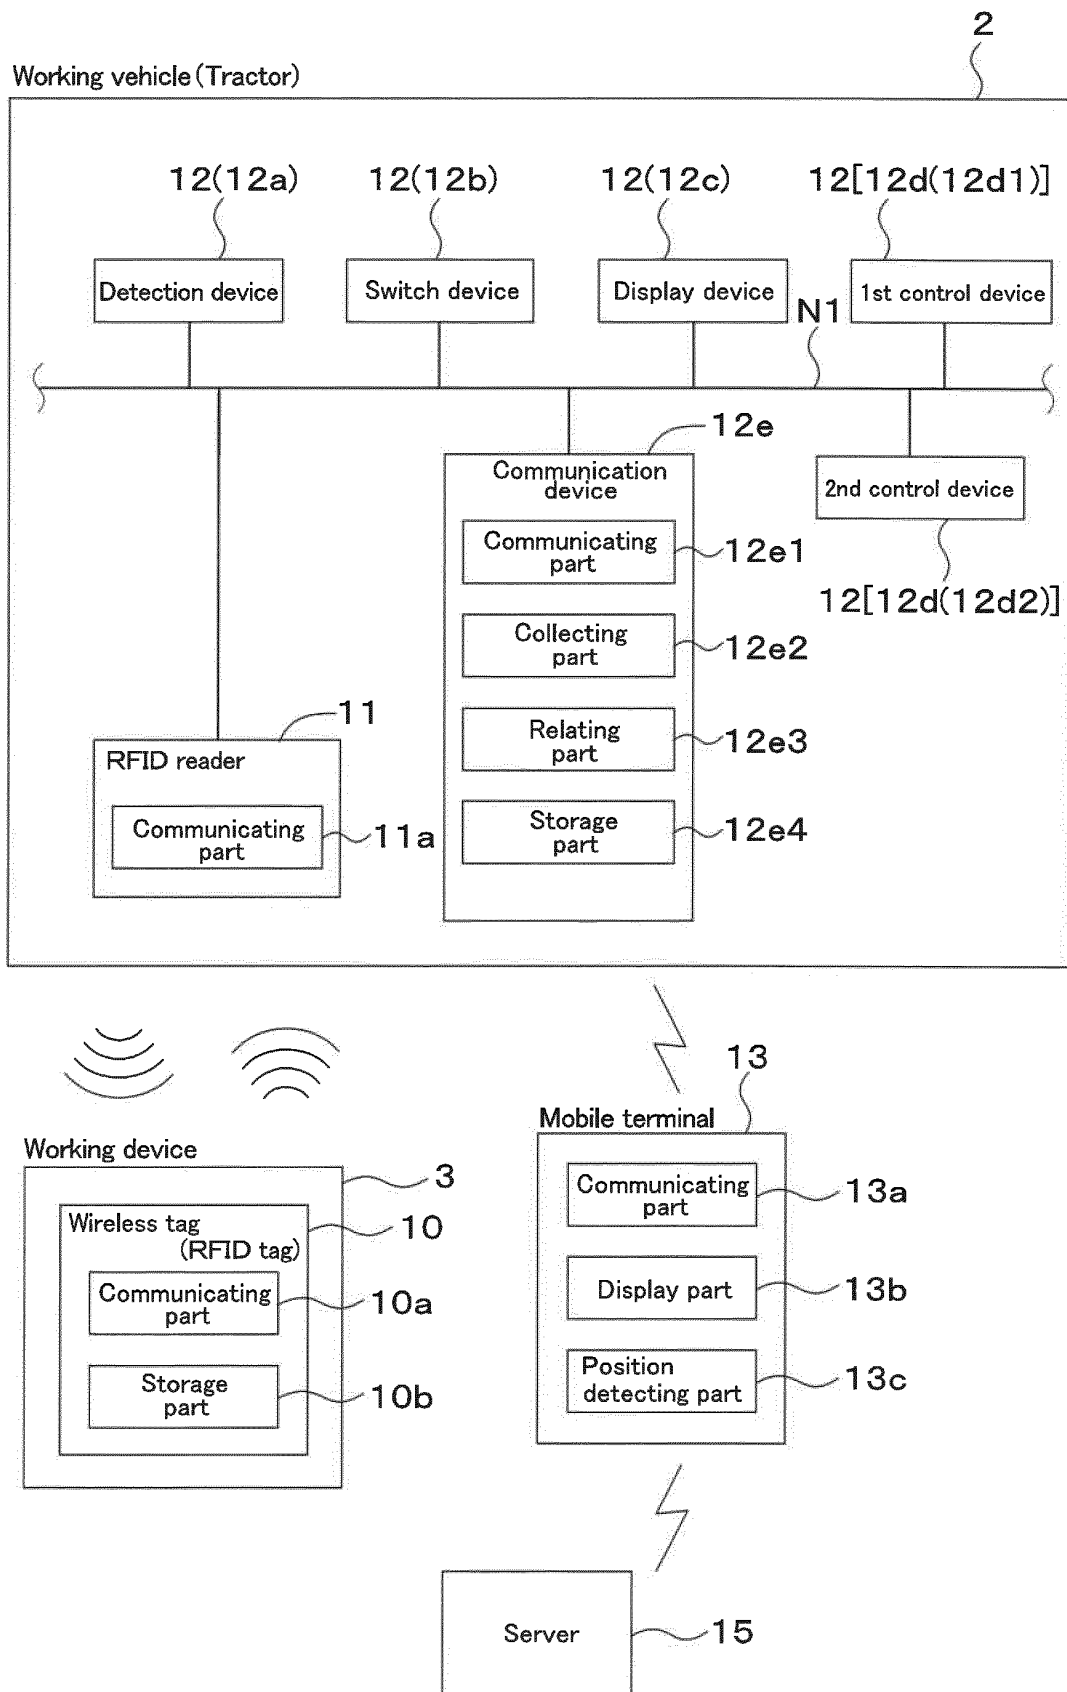 2
Working vehicle(Tractor)
12(12a)
12(12b)
12(12c)
12[12d(12d1)]
Detection device
Switch device
Display device
1st control device
N1
12e
Communication
device
2nd control device
Communicating
part
12e1
12[12d(12d2)]
Collecting
part
12e2
11
RFID reader
Relating
part
12e3
Communicating
part
11a
Storage
part
12e4
13
Mobile terminal
Working device
3
Communicating
part
13a
Wireless tag
(RFID tag)
10
Communicating
part
10a
Display part
13b
Storage
part
10b
Position
detecting part
13c
Server
15